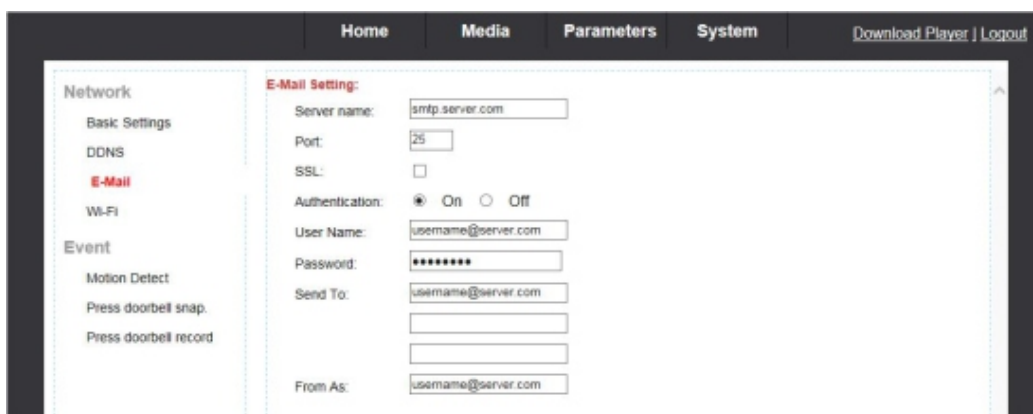 Home Media Parameters System Download Player | Logout
Network
Basic Settings
DDNS
E-Mail
Wi-Fi
Event
Motion Detect
Press doorbell snap.
Press doorbell record
E-Mail Setting:
Server name: smtp.server.com
Port: 25
SSL:
Authentication: On Off
User Name: username@server.com
Password: ●●●●●●●●
Send To: username@server.com
From As: username@server.com